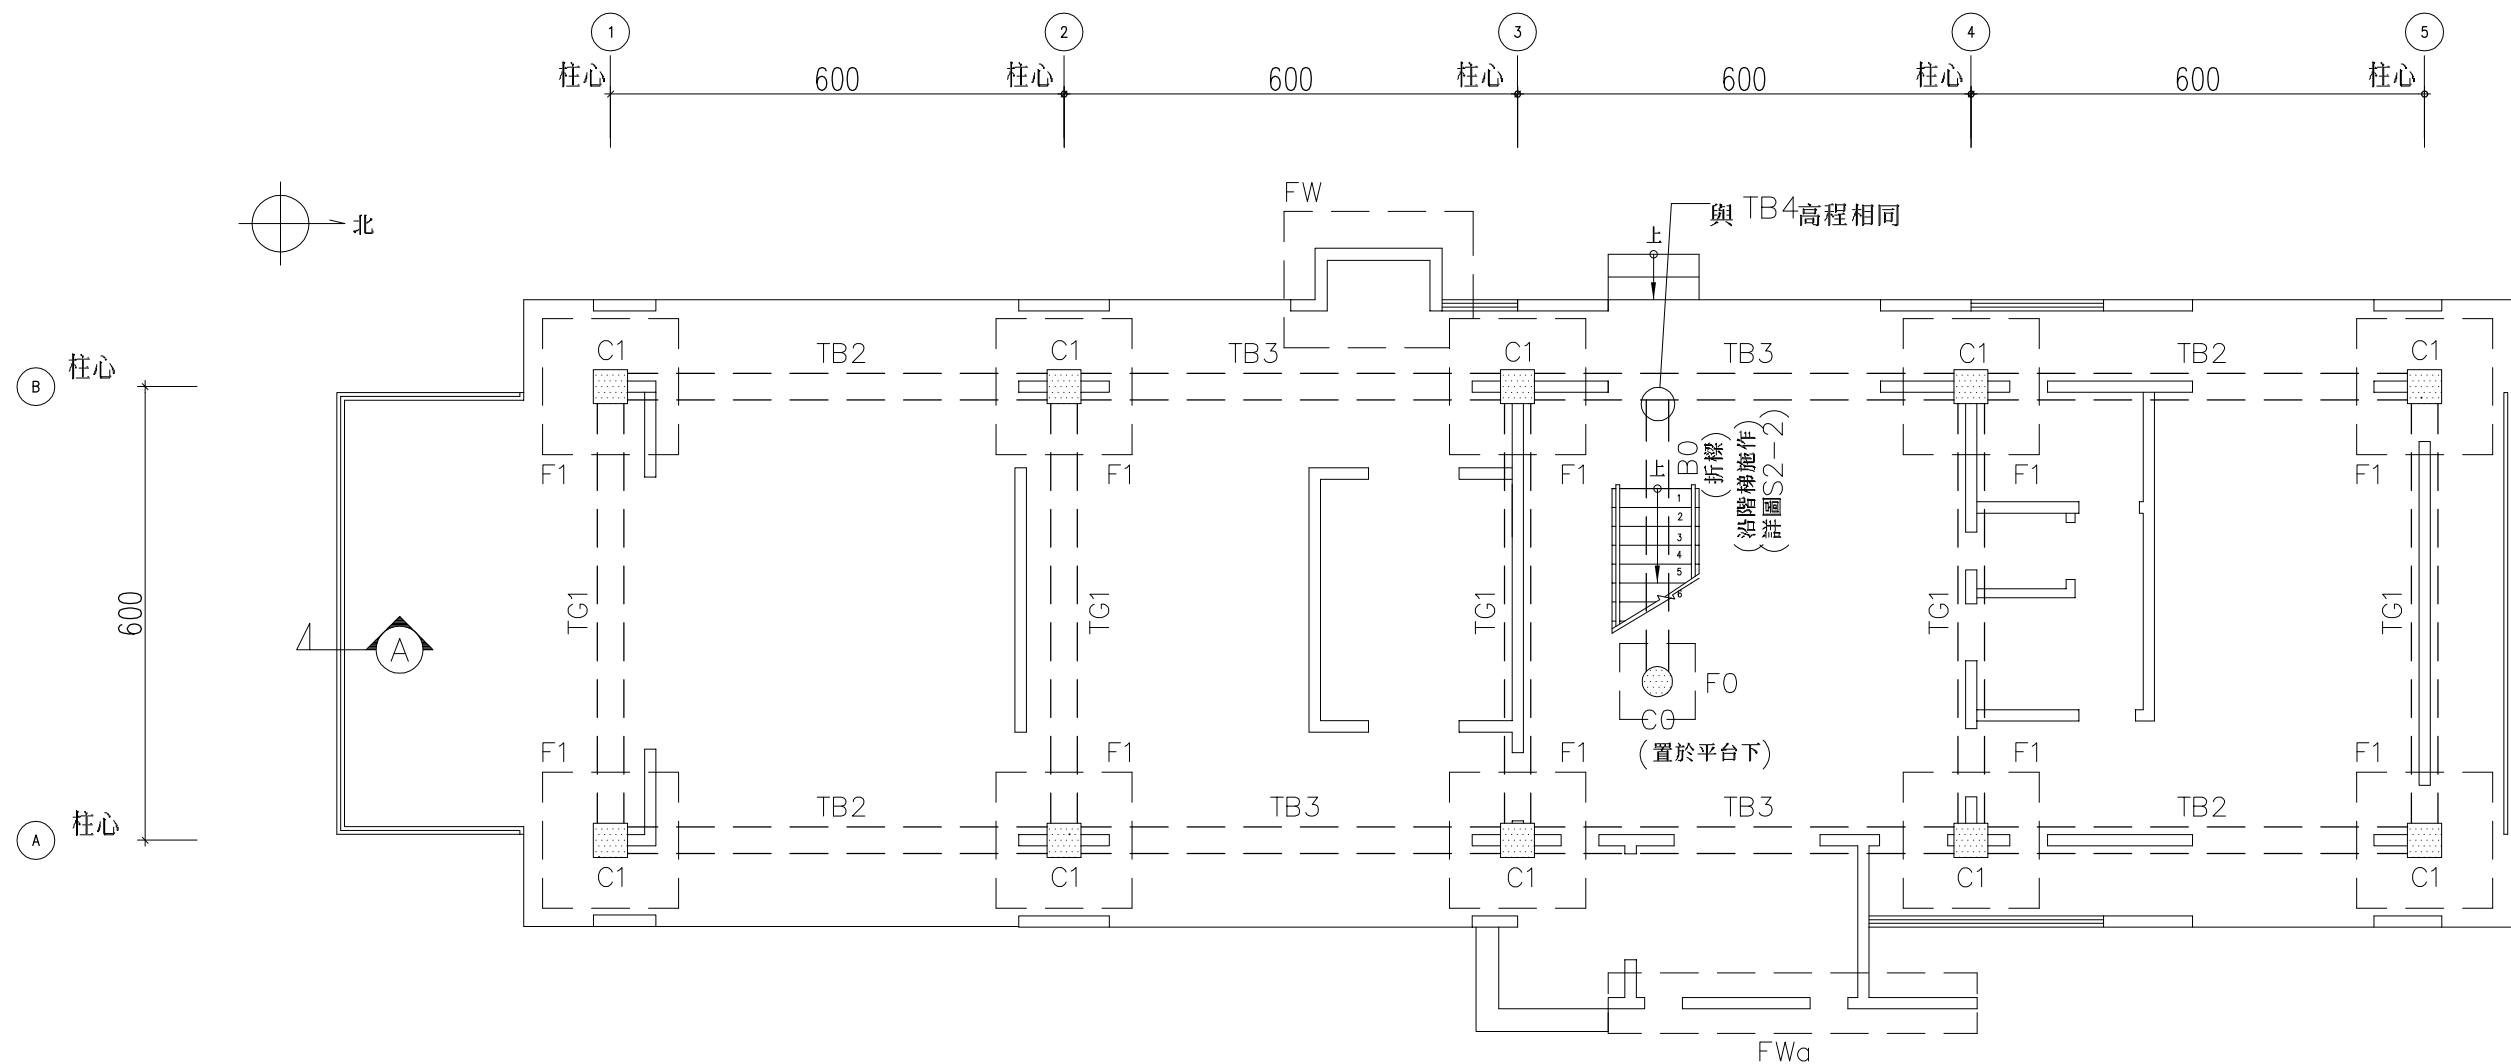 1 2 3 4 5
柱心 600 柱心 600 柱心 600 柱心 600 柱心
FW
北
與 TB4高程相同
上
C1 TB2 C1 TB3 C1 TB3 C1 TB2 C1
B 柱心
F1 F1 F1 F1 F1
上
B0
(折樑)
(沿階梯施作)
(詳圖S2-2)
1
2
3
4
5
6
600
TG1 TG1 TG1 TG1 TG1
A
F0
C0
(置於平台下)
F1 F1 F1 F1 F1
A 柱心
TB2 TB3 TB3 TB2
C1 C1 C1 C1 C1
FWa